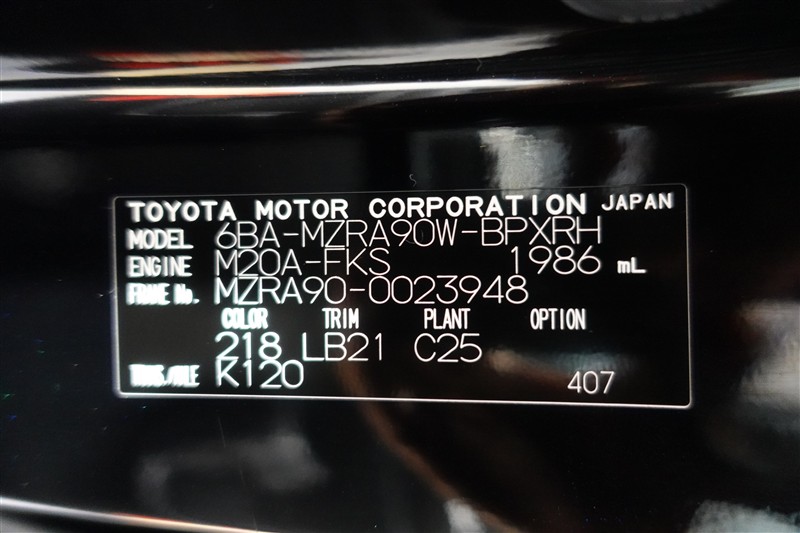 TOYOTA MOTOR CORPORATION JAPAN
MODEL 6BA-MZRA90W-BPXRH
ENGINE M20A-FKS 1986 mL
FRAME No. MZRA90-0023948
COLOR TRIM PLANT OPTION
218 LB21 C25
TRANS/AXLE K120 407